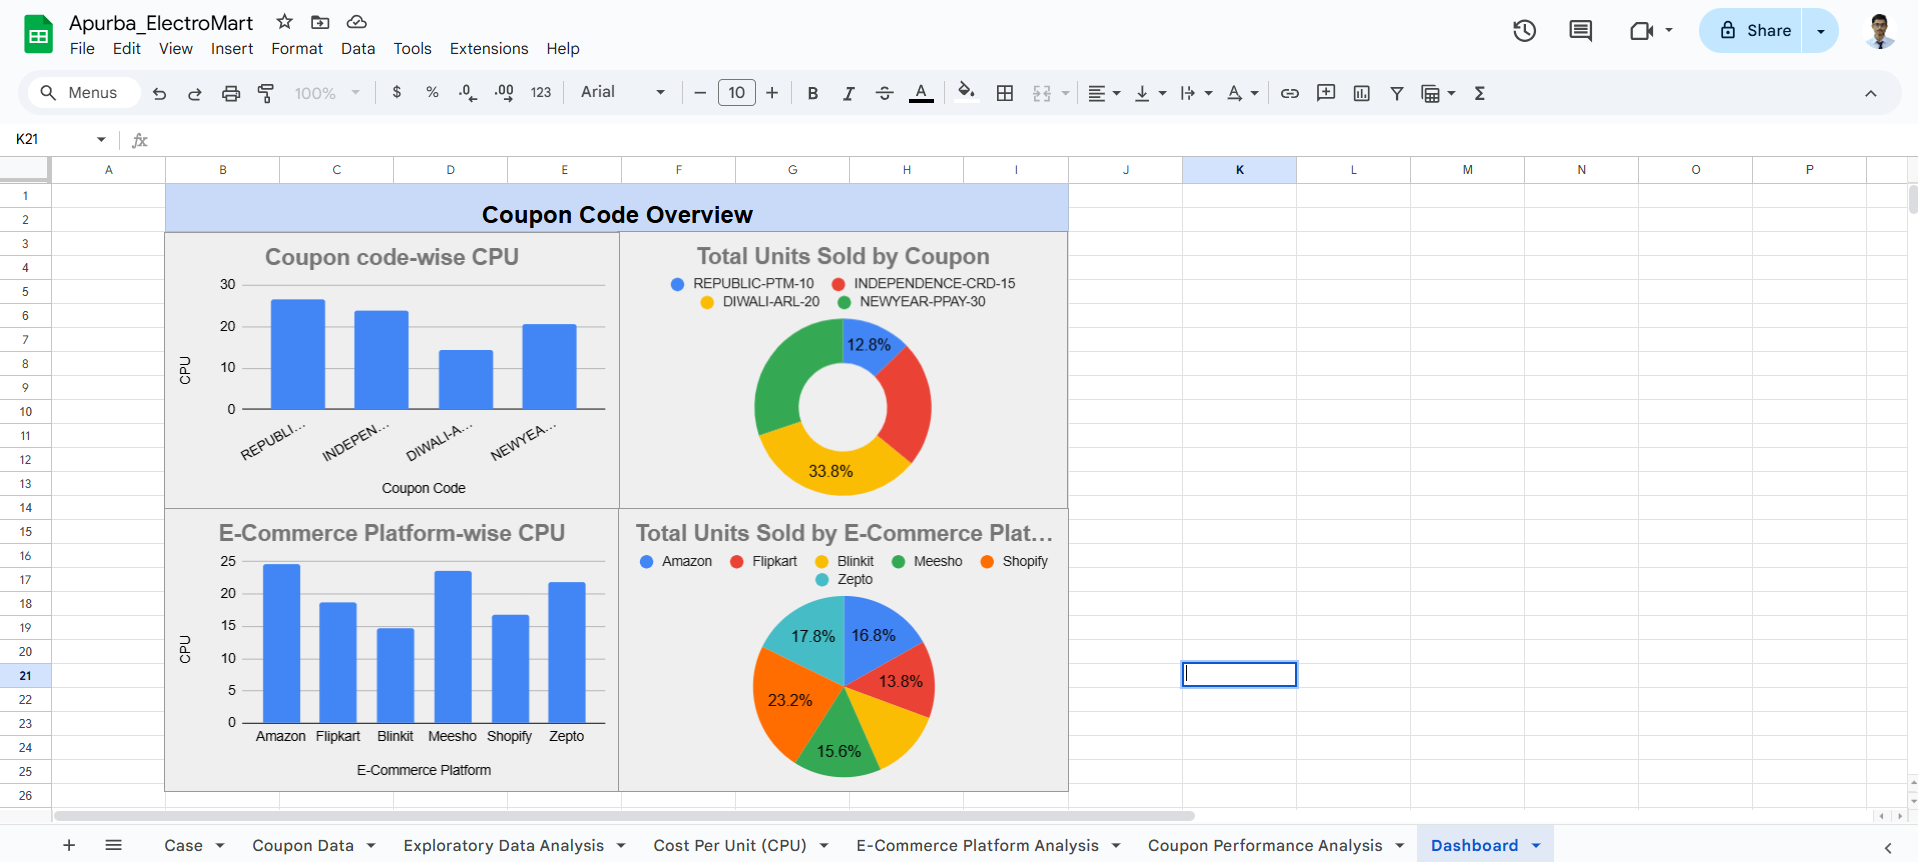 Apurba_ElectroMart
File Edit View Insert Format Data Tools Extensions Help
Share
Menus 100% $ % .0 .00 123 Arial 10 B I A Σ
K21 fx
A B C D E F G H I J K L M N O P
1
2
3
4
5
6
7
8
9
10
11
12
13
14
15
16
17
18
19
20
21
22
23
24
25
26
Coupon Code Overview
Coupon code-wise CPU
30
20
10
0
CPU
REPUBLI... INDEPEN... DIWALI-A... NEWYEA...
Coupon Code
Total Units Sold by Coupon
REPUBLIC-PTM-10 INDEPENDENCE-CRD-15
DIWALI-ARL-20 NEWYEAR-PPAY-30
12.8%
33.8%
E-Commerce Platform-wise CPU
25
20
15
10
5
0
CPU
Amazon Flipkart Blinkit Meesho Shopify Zepto
E-Commerce Platform
Total Units Sold by E-Commerce Plat...
Amazon Flipkart Blinkit Meesho Shopify
Zepto
17.8% 16.8%
13.8%
23.2%
15.6%
Case Coupon Data Exploratory Data Analysis Cost Per Unit (CPU) E-Commerce Platform Analysis Coupon Performance Analysis Dashboard